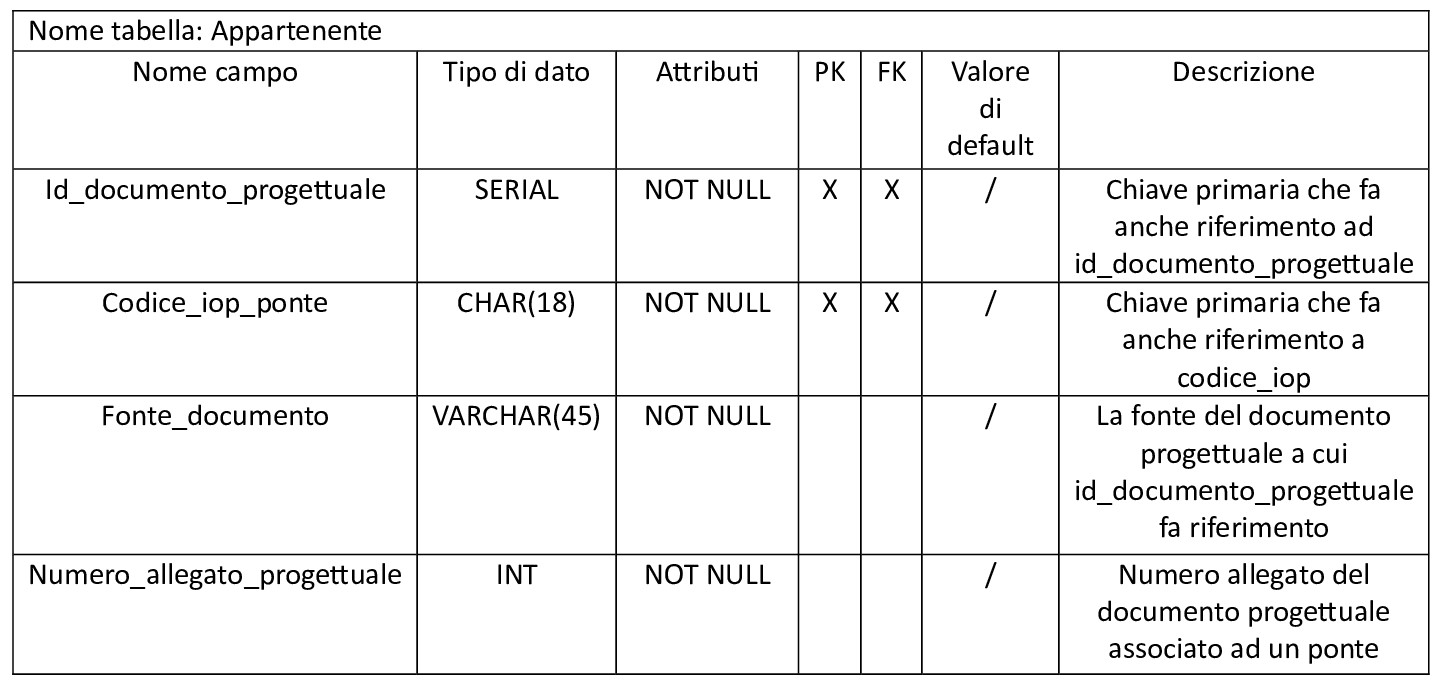 Nome tabella: Appartenente
Nome campo Tipo di dato Attributi PK FK Valore di default Descrizione
Id_documento_progettuale SERIAL NOT NULL X X / Chiave primaria che fa
anche riferimento ad
id_documento_progettuale
Codice_iop_ponte CHAR(18) NOT NULL X X / Chiave primaria che fa
anche riferimento a
codice_iop
Fonte_documento VARCHAR(45) NOT NULL / La fonte del documento
progettuale a cui
id_documento_progettuale
fa riferimento
Numero_allegato_progettuale INT NOT NULL / Numero allegato del
documento progettuale
associato ad un ponte